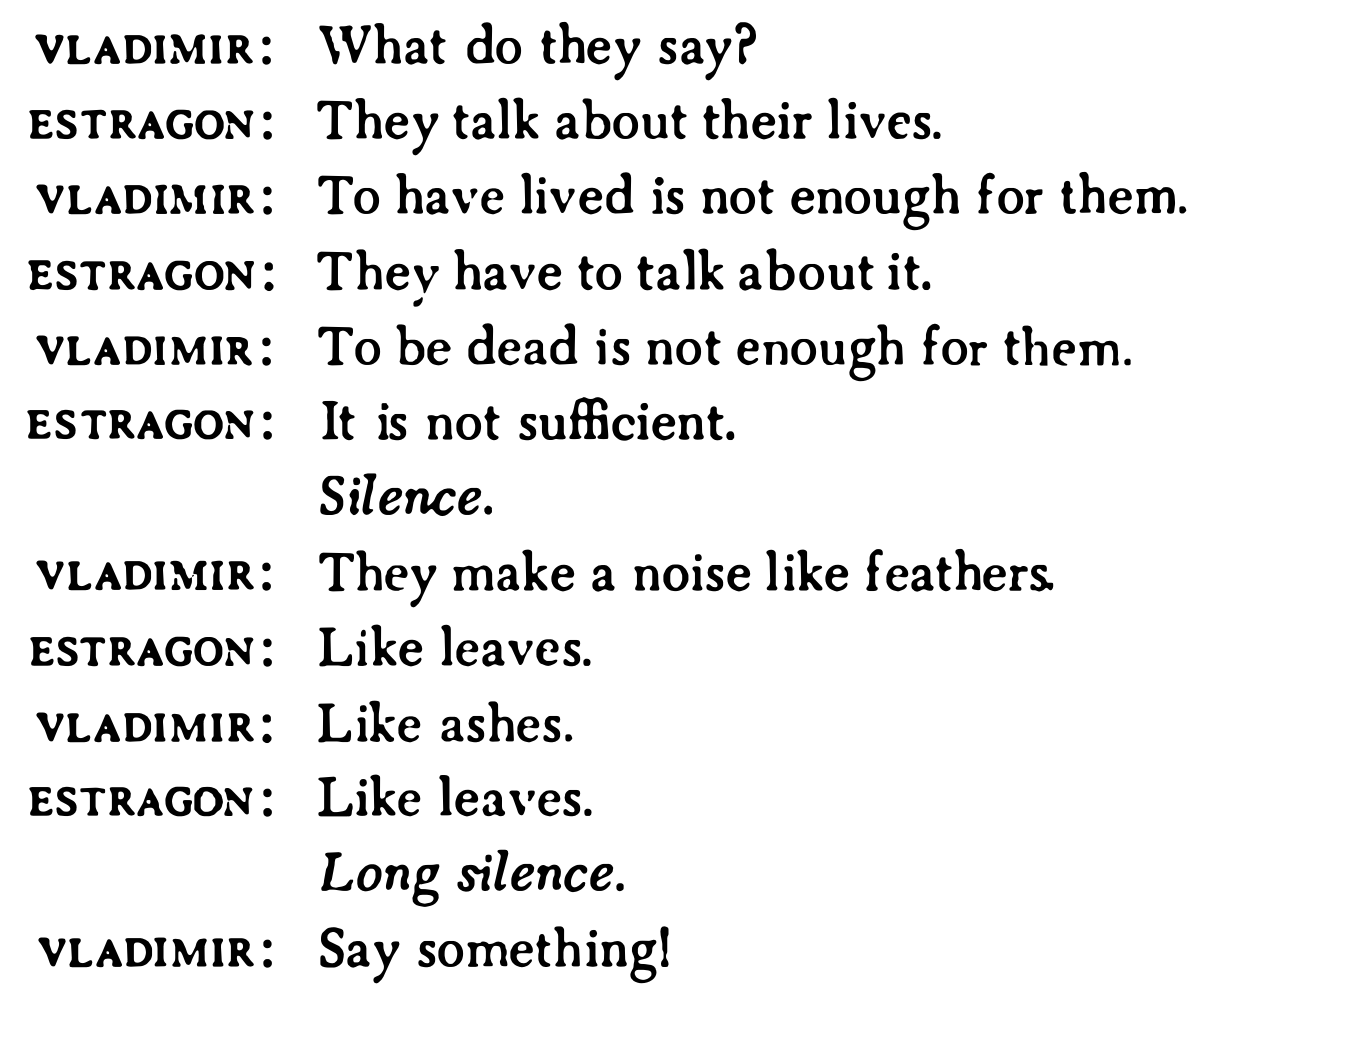 VLADIMIR: What do they say?
ESTRAGON: They talk about their lives.
VLADIMIR: To have lived is not enough for them.
ESTRAGON: They have to talk about it.
VLADIMIR: To be dead is not enough for them.
ESTRAGON: It is not sufficient.
Silence.
VLADIMIR: They make a noise like feathers.
ESTRAGON: Like leaves.
VLADIMIR: Like ashes.
ESTRAGON: Like leaves.
Long silence.
VLADIMIR: Say something!